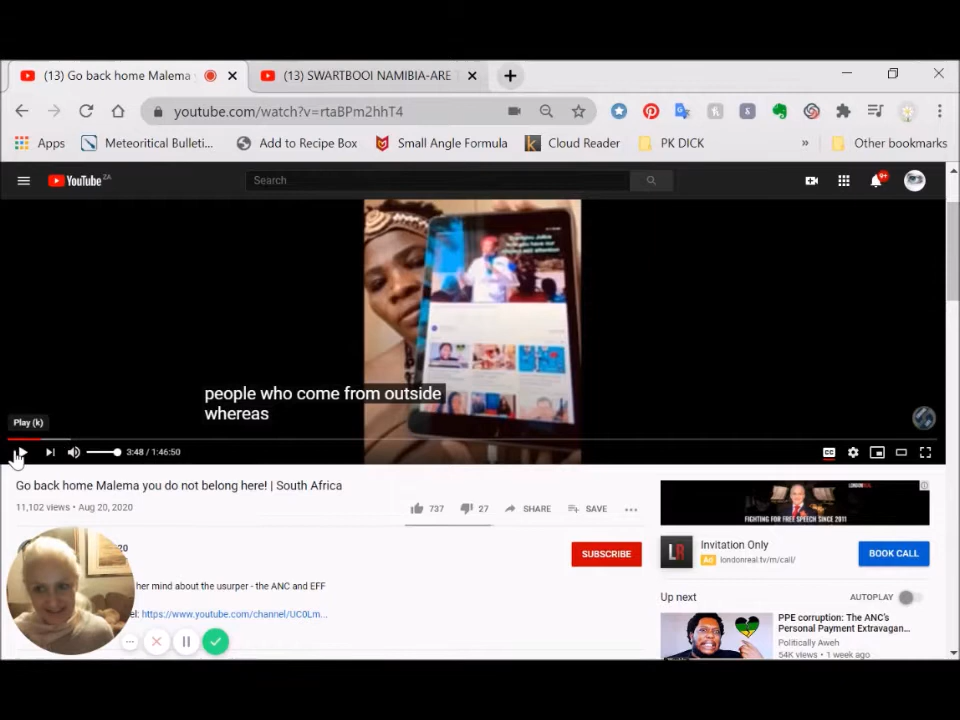 (13) Go back home Malema
(13) SWARTBOOI NAMIBIA-ARE T
youtube.com/watch?v=rtaBPm2hhT4
Apps
Meteoritical Bulleti...
Add to Recipe Box
Small Angle Formula
Cloud Reader
PK DICK
»
Other bookmarks
YouTube ZA
Search
9+
people who come from outside
whereas
Play (k)
3:48 / 1:46:50
Go back home Malema you do not belong here! | South Africa
11,102 views • Aug 20, 2020
737
27
SHARE
SAVE
FIGHTING FOR FREE SPEECH SINCE 2011
Invitation Only
Ad londonreal.tv/m/call/
BOOK CALL
20
SUBSCRIBE
her mind about the usurper - the ANC and EFF
el: https://www.youtube.com/channel/UC0Lm...
Up next
AUTOPLAY
PPE corruption: The ANC's
Personal Payment Extravagan...
Politically Aweh
54K views • 1 week ago